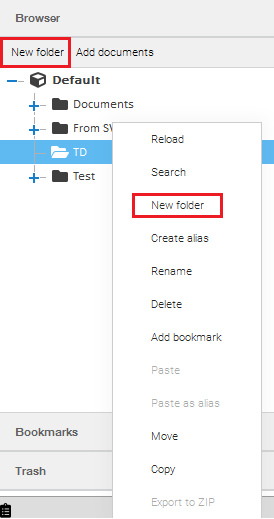 Browser
New folder Add documents
Default
Documents
From SV
TD
Test
Reload
Search
New folder
Create alias
Rename
Delete
Add bookmark
Paste
Paste as alias
Move
Copy
Export to ZIP
Bookmarks
Trash